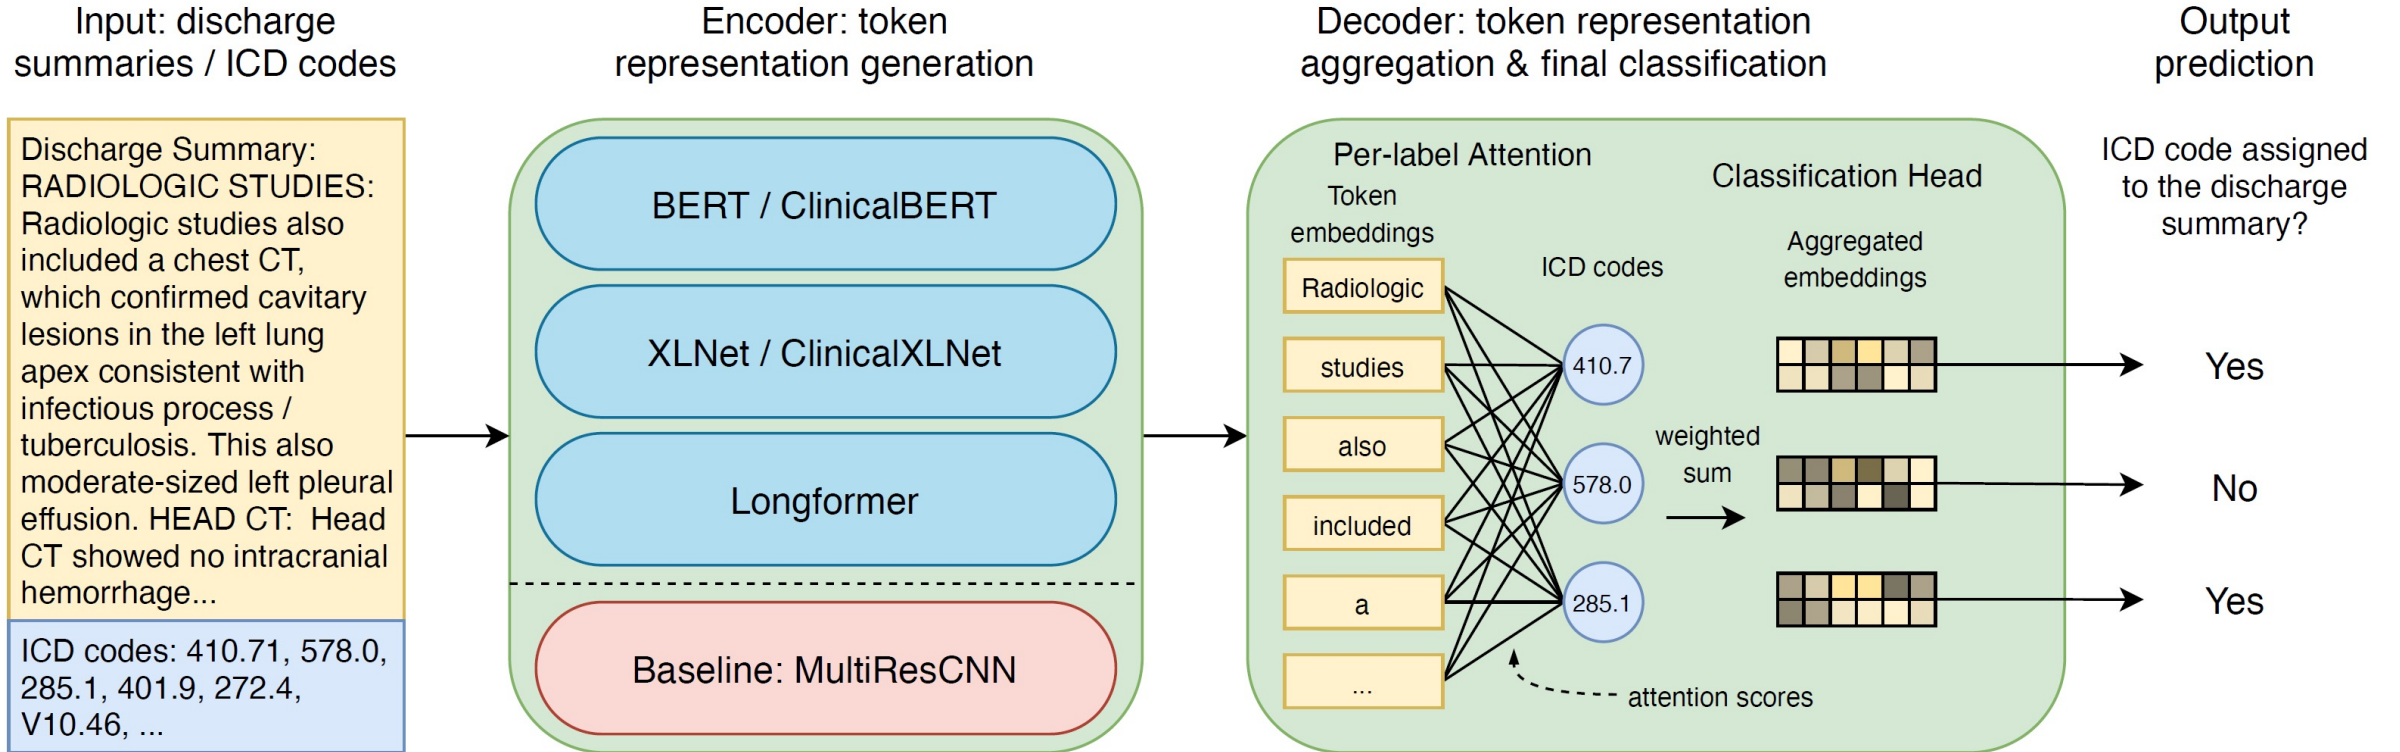 Input: discharge
summaries / ICD codes
Discharge Summary:
RADIOLOGIC STUDIES:
Radiologic studies also
included a chest CT,
which confirmed cavitary
lesions in the left lung
apex consistent with
infectious process /
tuberculosis. This also
moderate-sized left pleural
effusion. HEAD CT: Head
CT showed no intracranial
hemorrhage...
ICD codes: 410.71, 578.0,
285.1, 401.9, 272.4,
V10.46, ...
Encoder: token
representation generation
BERT / ClinicalBERT
XLNet / ClinicalXLNet
Longformer
Baseline: MultiResCNN
Decoder: token representation
aggregation & final classification
Per-label Attention
Token
embeddings
Radiologic
studies
also
included
a
...
ICD codes
410.7
578.0
285.1
attention scores
weighted
sum
Classification Head
Aggregated
embeddings
Output
prediction
ICD code assigned
to the discharge
summary?
Yes
No
Yes